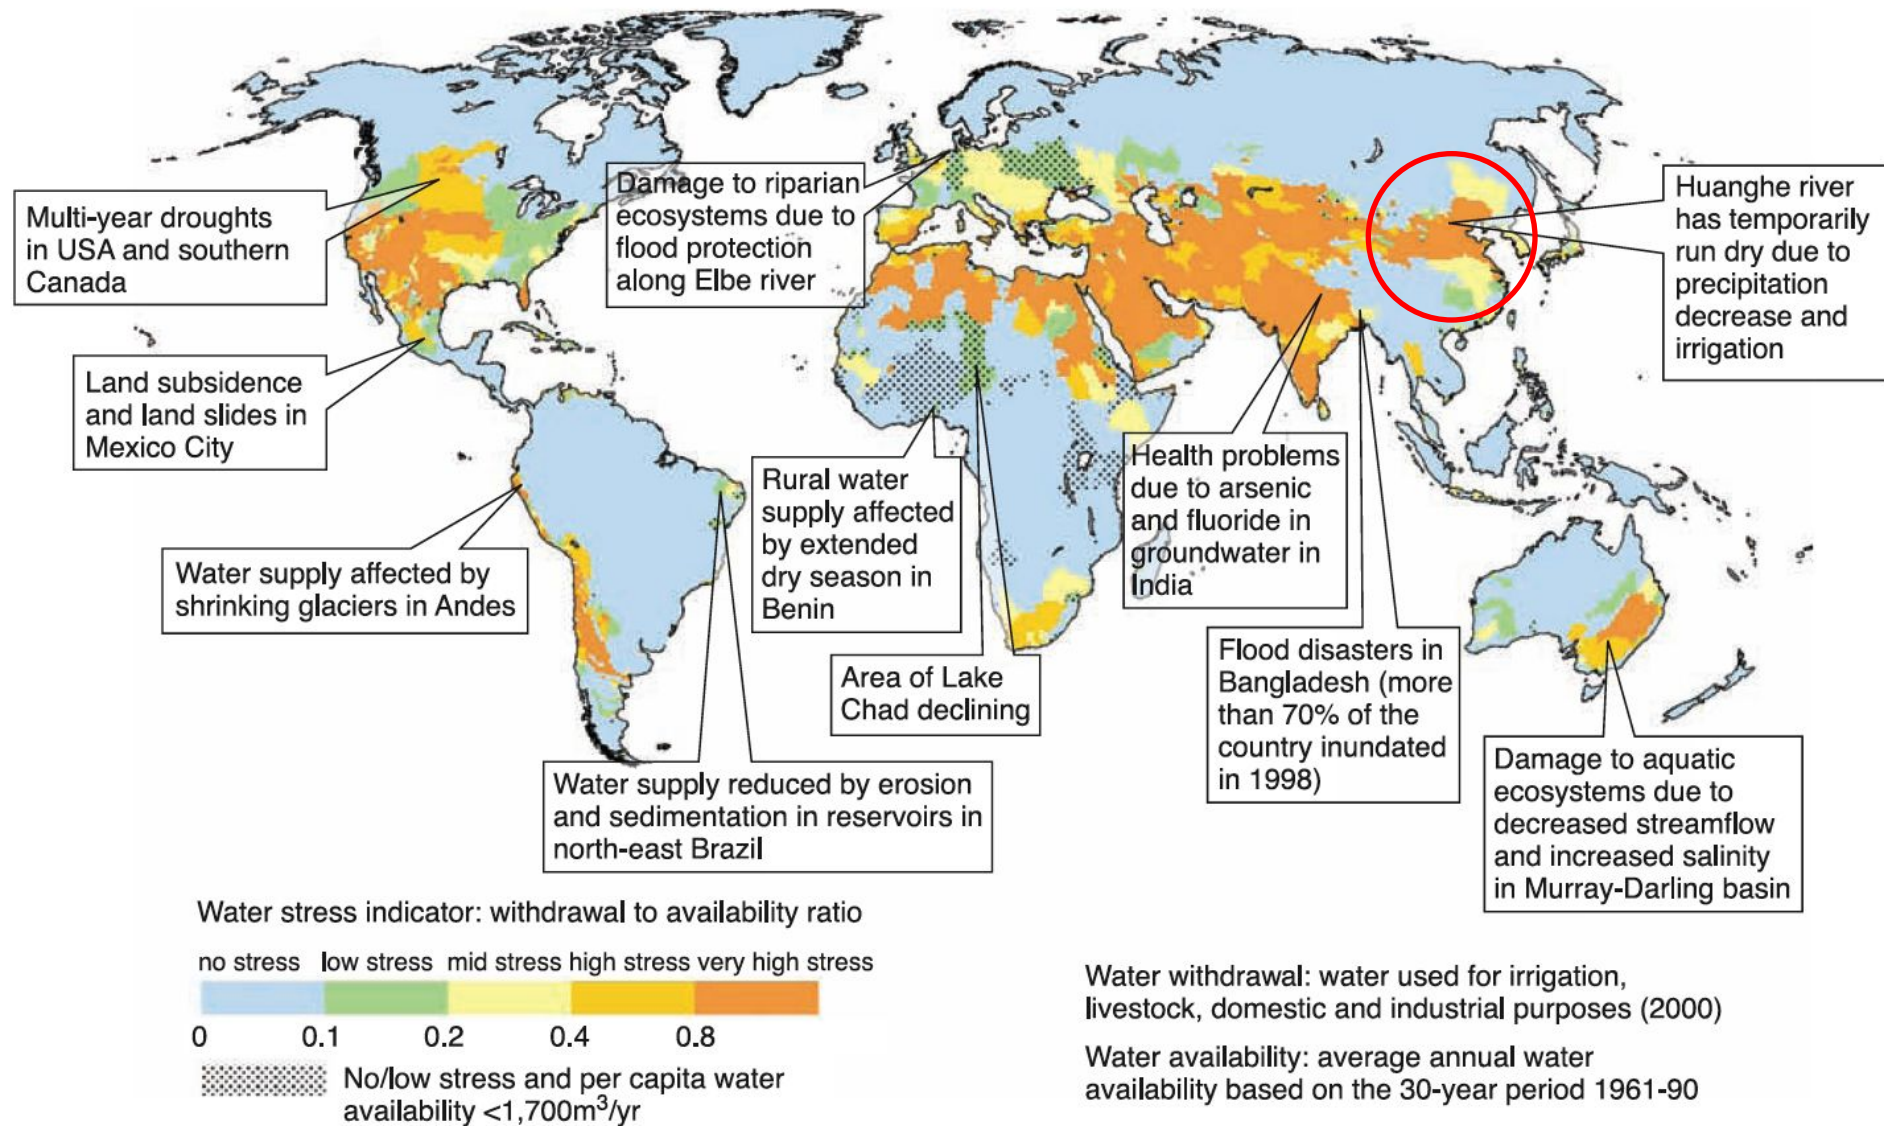 Multi-year droughts
in USA and southern
Canada
Land subsidence
and land slides in
Mexico City
Water supply affected by
shrinking glaciers in Andes
Damage to riparian
ecosystems due to
flood protection
along Elbe river
Rural water
supply affected
by extended
dry season in
Benin
Area of Lake
Chad declining
Water supply reduced by erosion
and sedimentation in reservoirs in
north-east Brazil
Health problems
due to arsenic
and fluoride in
groundwater in
India
Flood disasters in
Bangladesh (more
than 70% of the
country inundated
in 1998)
Huanghe river
has temporarily
run dry due to
precipitation
decrease and
irrigation
Damage to aquatic
ecosystems due to
decreased streamflow
and increased salinity
in Murray-Darling basin
Water stress indicator: withdrawal to availability ratio
no stress low stress mid stress high stress very high stress
0 0.1 0.2 0.4 0.8
No/low stress and per capita water
availability <1,700m³/yr
Water withdrawal: water used for irrigation,
livestock, domestic and industrial purposes (2000)
Water availability: average annual water
availability based on the 30-year period 1961-90